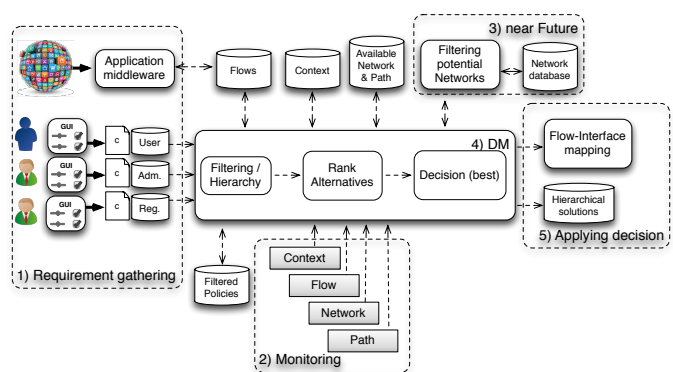 Application
middleware
Flows
Context
Available
Network
& Path
Filtering
potential
Networks
Network
database
3) near Future
GUI
c
User
GUI
c
Adm.
GUI
c
Reg.
1) Requirement gathering
4) DM
Filtering /
Hierarchy
Rank
Alternatives
Decision (best)
Flow-Interface
mapping
Hierarchical
solutions
5) Applying decision
Filtered
Policies
Context
Flow
Network
Path
2) Monitoring